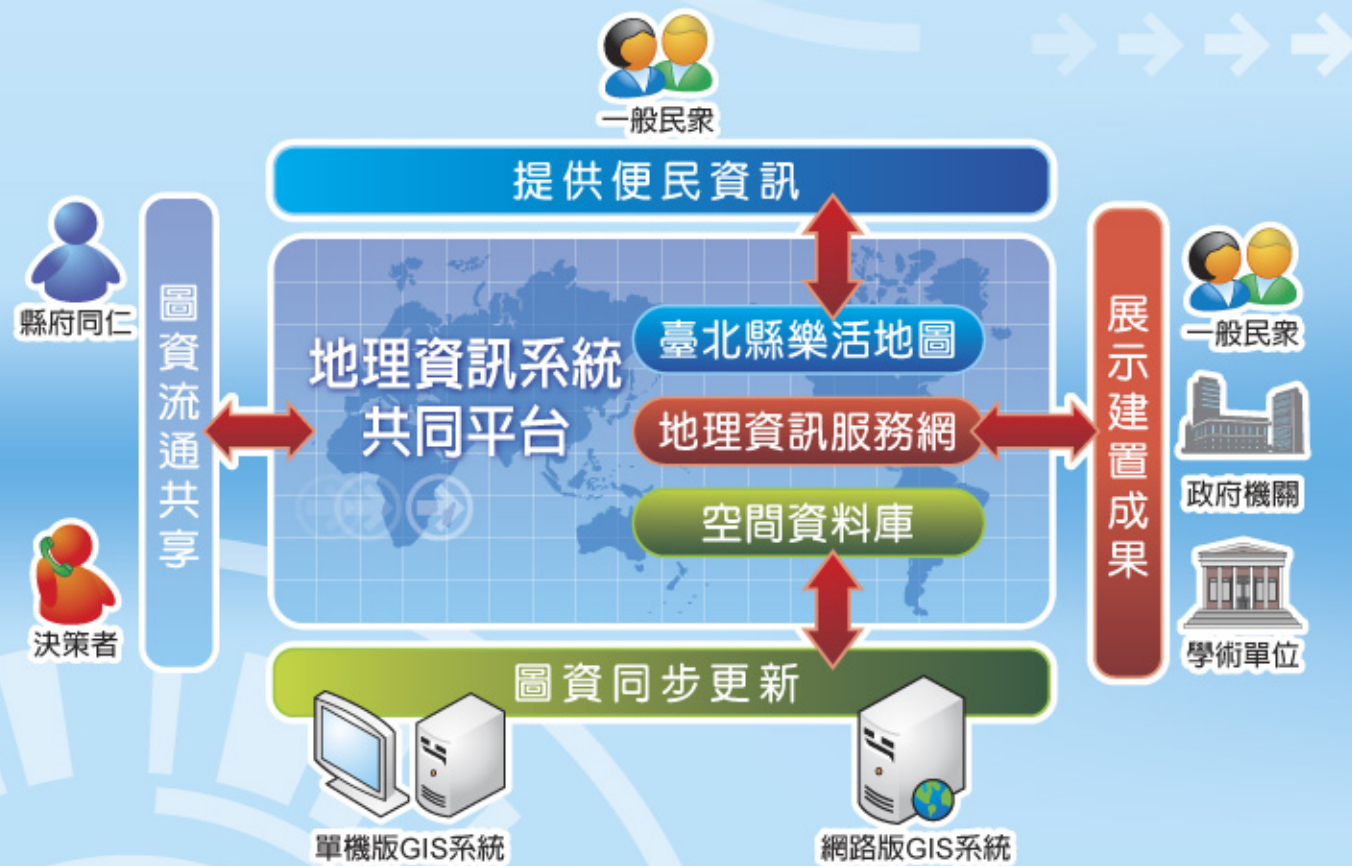 一般民眾
提供便民資訊
縣府同仁
決策者
圖資流通共享
地理資訊系統
共同平台
臺北縣樂活地圖
地理資訊服務網
空間資料庫
展示建置成果
一般民眾
政府機關
學術單位
圖資同步更新
單機版GIS系統
網路版GIS系統